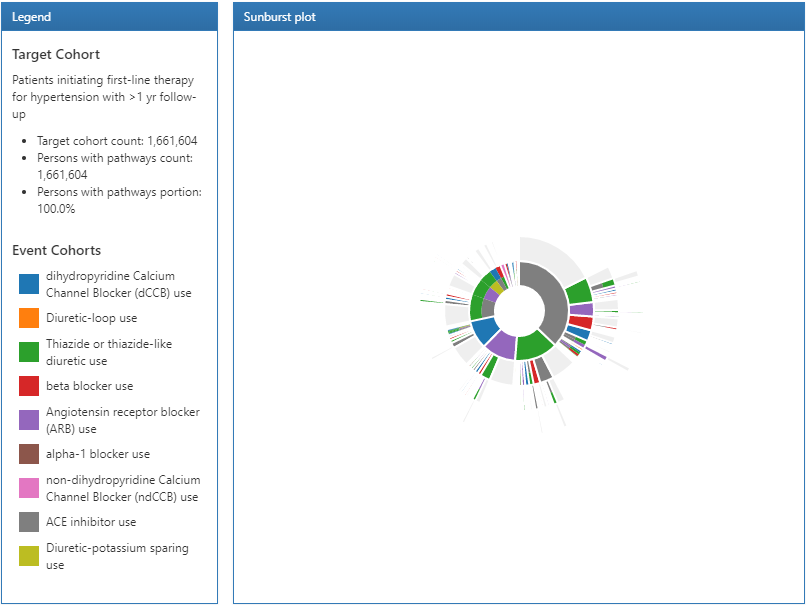 Legend
Target Cohort
Patients initiating first-line therapy
for hypertension with >1 yr follow-
up
Target cohort count: 1,661,604
Persons with pathways count:
1,661,604
Persons with pathways portion:
100.0%
Event Cohorts
dihydropyridine Calcium
Channel Blocker (dCCB) use
Diuretic-loop use
Thiazide or thiazide-like
diuretic use
beta blocker use
Angiotensin receptor blocker
(ARB) use
alpha-1 blocker use
non-dihydropyridine Calcium
Channel Blocker (ndCCB) use
ACE inhibitor use
Diuretic-potassium sparing
use
Sunburst plot